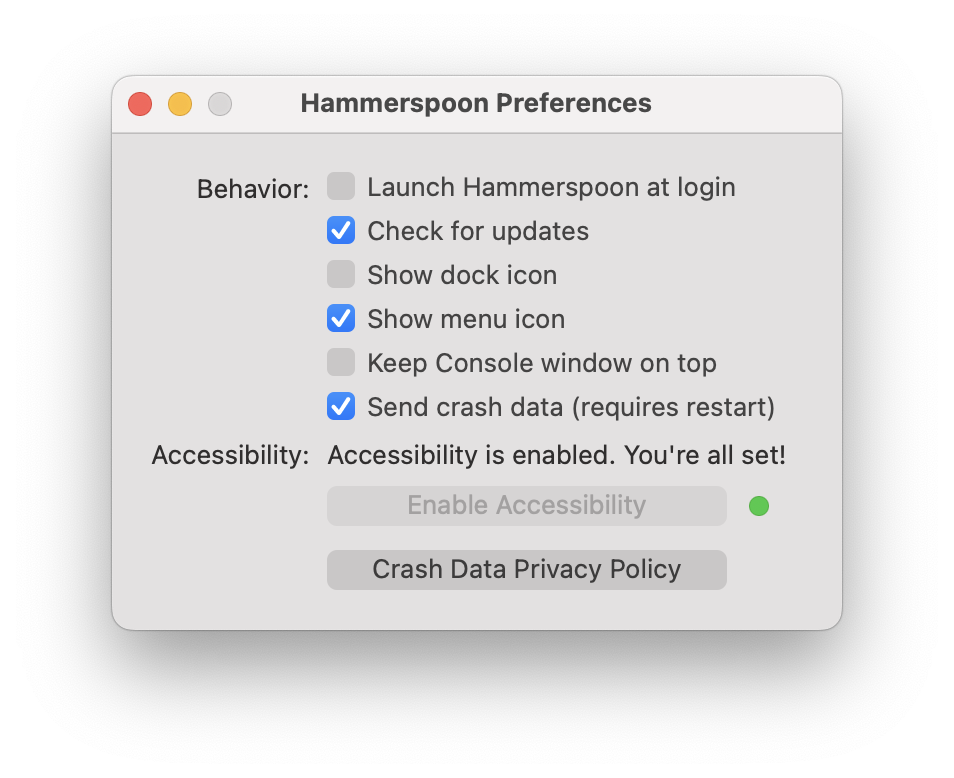 Hammerspoon Preferences
Behavior: Launch Hammerspoon at login
Check for updates
Show dock icon
Show menu icon
Keep Console window on top
Send crash data (requires restart)
Accessibility: Accessibility is enabled. You're all set!
Enable Accessibility
Crash Data Privacy Policy